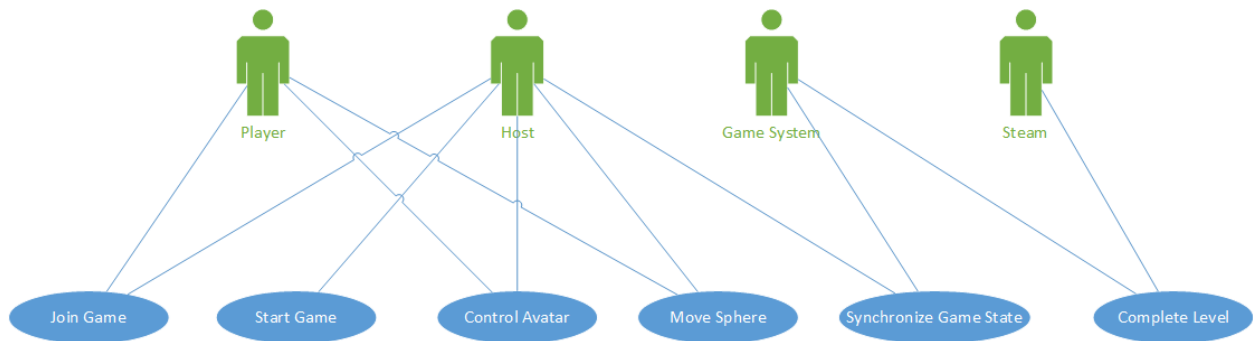 Player
Host
Game System
Steam
Join Game
Start Game
Control Avatar
Move Sphere
Synchronize Game State
Complete Level